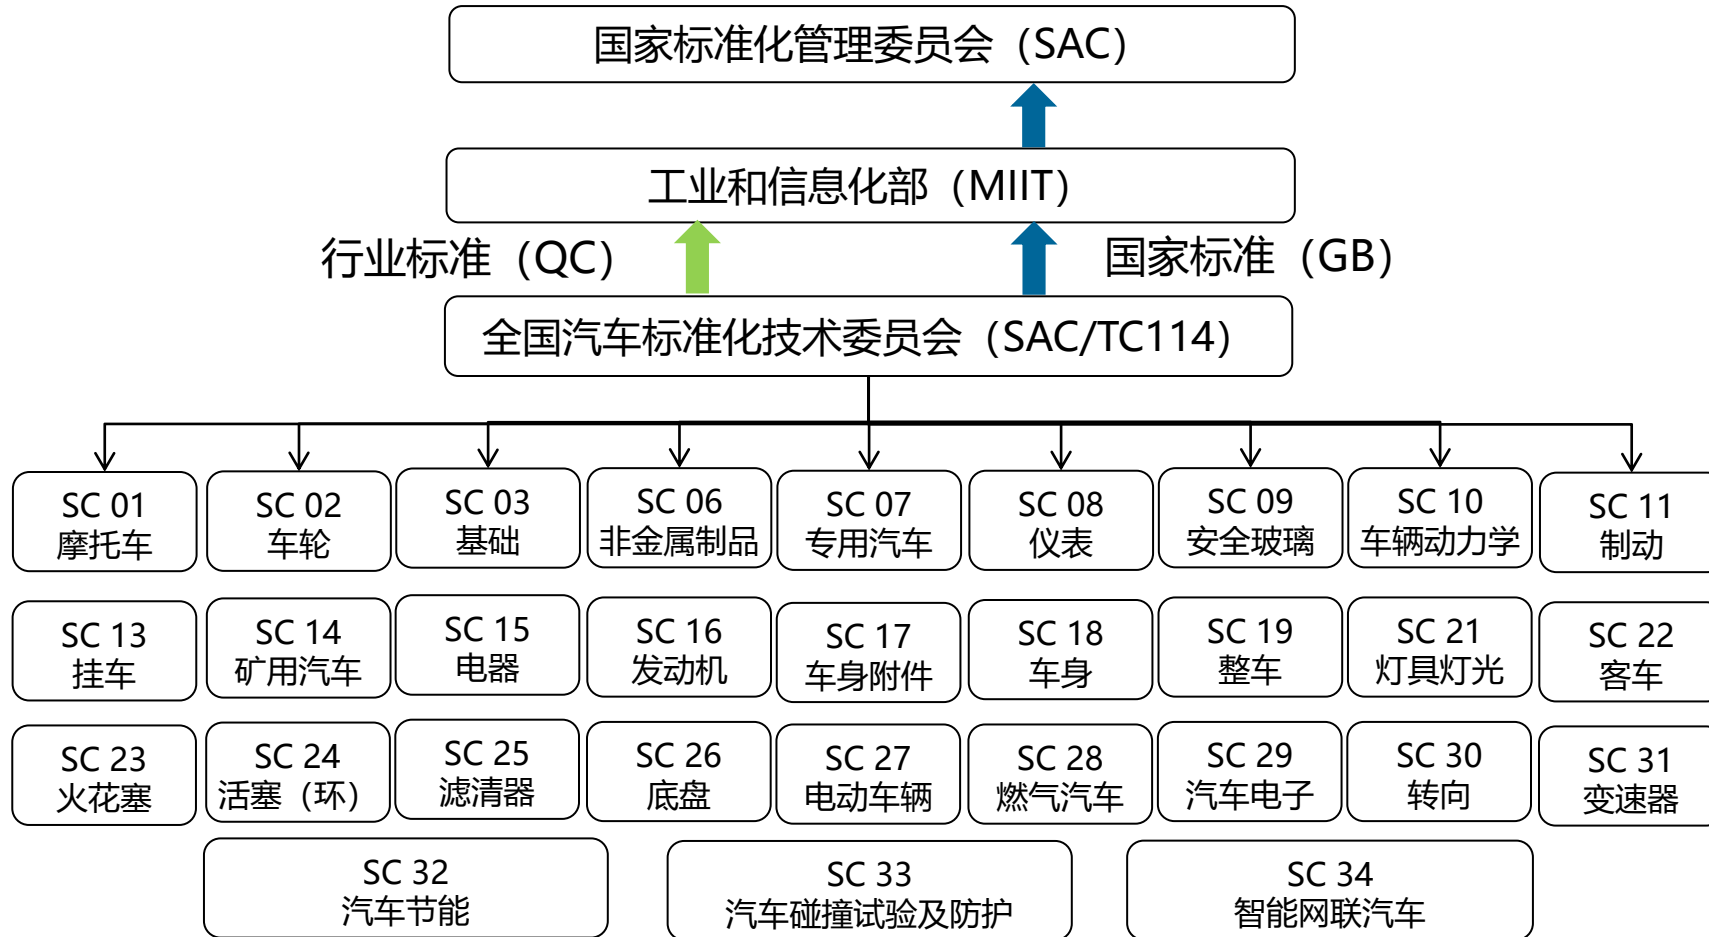 国家标准化管理委员会（SAC）
工业和信息化部（MIIT）
行业标准（QC）
国家标准（GB）
全国汽车标准化技术委员会（SAC/TC114）
SC 01
摩托车
SC 02
车轮
SC 03
基础
SC 06
非金属制品
SC 07
专用汽车
SC 08
仪表
SC 09
安全玻璃
SC 10
车辆动力学
SC 11
制动
SC 13
挂车
SC 14
矿用汽车
SC 15
电器
SC 16
发动机
SC 17
车身附件
SC 18
车身
SC 19
整车
SC 21
灯具灯光
SC 22
客车
SC 23
火花塞
SC 24
活塞（环）
SC 25
滤清器
SC 26
底盘
SC 27
电动车辆
SC 28
燃气汽车
SC 29
汽车电子
SC 30
转向
SC 31
变速器
SC 32
汽车节能
SC 33
汽车碰撞试验及防护
SC 34
智能网联汽车